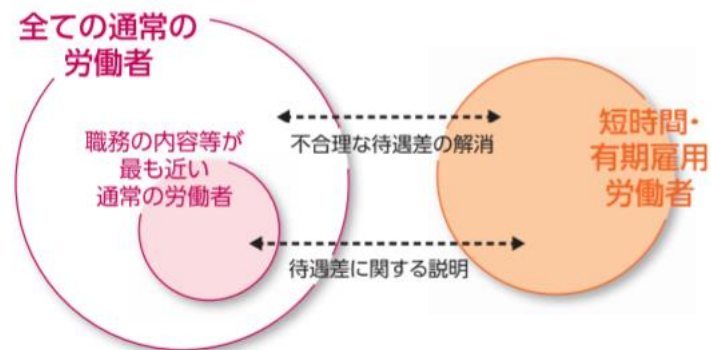 全ての通常の
労働者
職務の内容等が
最も近い
通常の労働者
不合理な待遇差の解消
待遇差に関する説明
短時間・
有期雇用
労働者